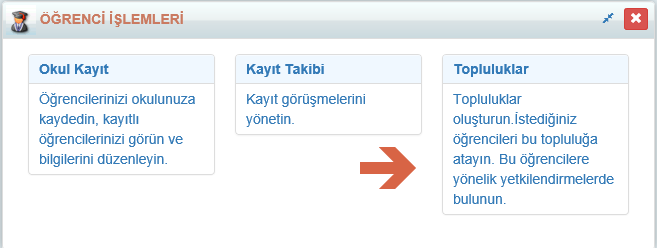 ÖĞRENCİ İŞLEMLERİ
Okul Kayıt
Öğrencilerinizi okulunuza
kaydedin, kayıtlı
öğrencilerinizi görün ve
bilgilerini düzenleyin.
Kayıt Takibi
Kayıt görüşmelerini
yönetin.
Topluluklar
Topluluklar
oluşturun.İstediğiniz
öğrencileri bu topluluğa
atayın. Bu öğrencilere
yönelik yetkilendirmelerde
bulunun.